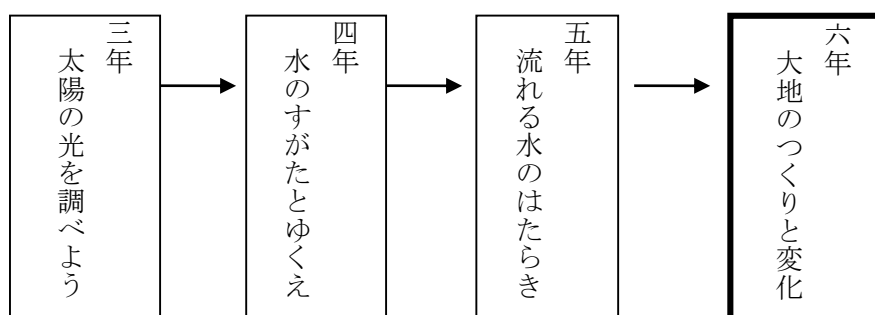 三年
太陽の光を調べよう
四年
水のすがたとゆくえ
五年
流れる水のはたらき
六年
大地のつくりと変化